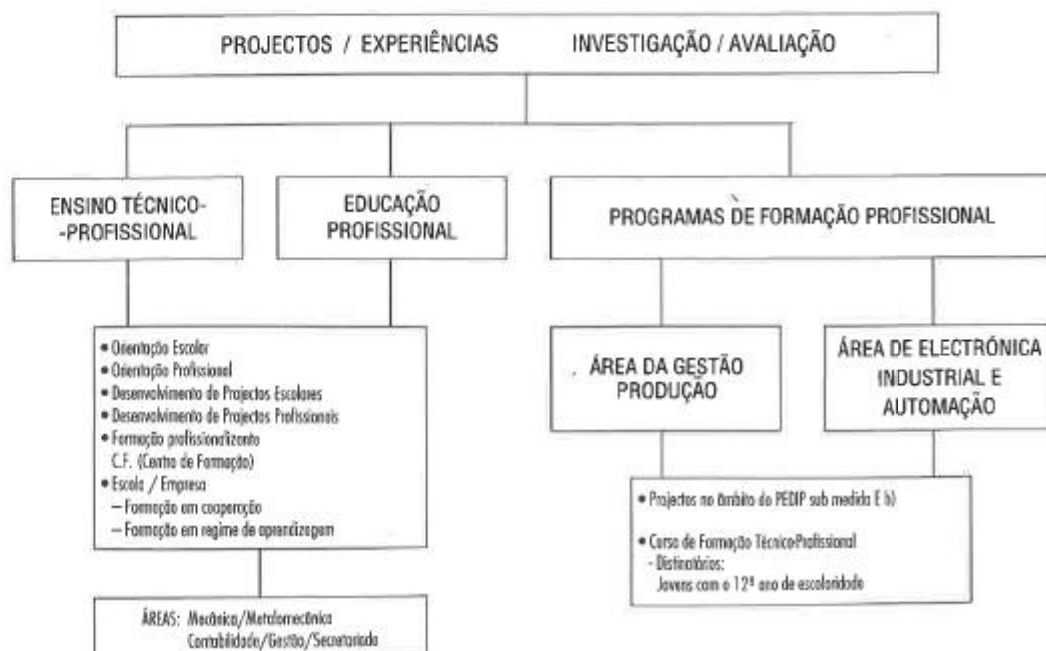 PROJECTOS / EXPERIÊNCIAS INVESTIGAÇÃO / AVALIAÇÃO
ENSINO TÉCNICO-
-PROFISSIONAL
EDUCAÇÃO
PROFISSIONAL
PROGRAMAS DE FORMAÇÃO PROFISSIONAL
• Orientação Escolar
• Orientação Profissional
• Desenvolvimento de Projectos Escolares
• Desenvolvimento de Projectos Profissionais
• Formação profissionalizante
C.F. (Centro de Formação)
• Escola / Empresa
– Formação em cooperação
– Formação em regime de aprendizagem
ÁREA DA GESTÃO
PRODUÇÃO
ÁREA DE ELECTRÓNICA
INDUSTRIAL E
AUTOMAÇÃO
• Projectos no âmbito do PEDIP sub medida E b)
• Curso de Formação Técnico-Profissional
- Distinatários:
Jovens com o 12º ano de escolaridade
ÁREAS: Mecânica/Metalomecânica
Contabilidade/Gestão/Secretariado